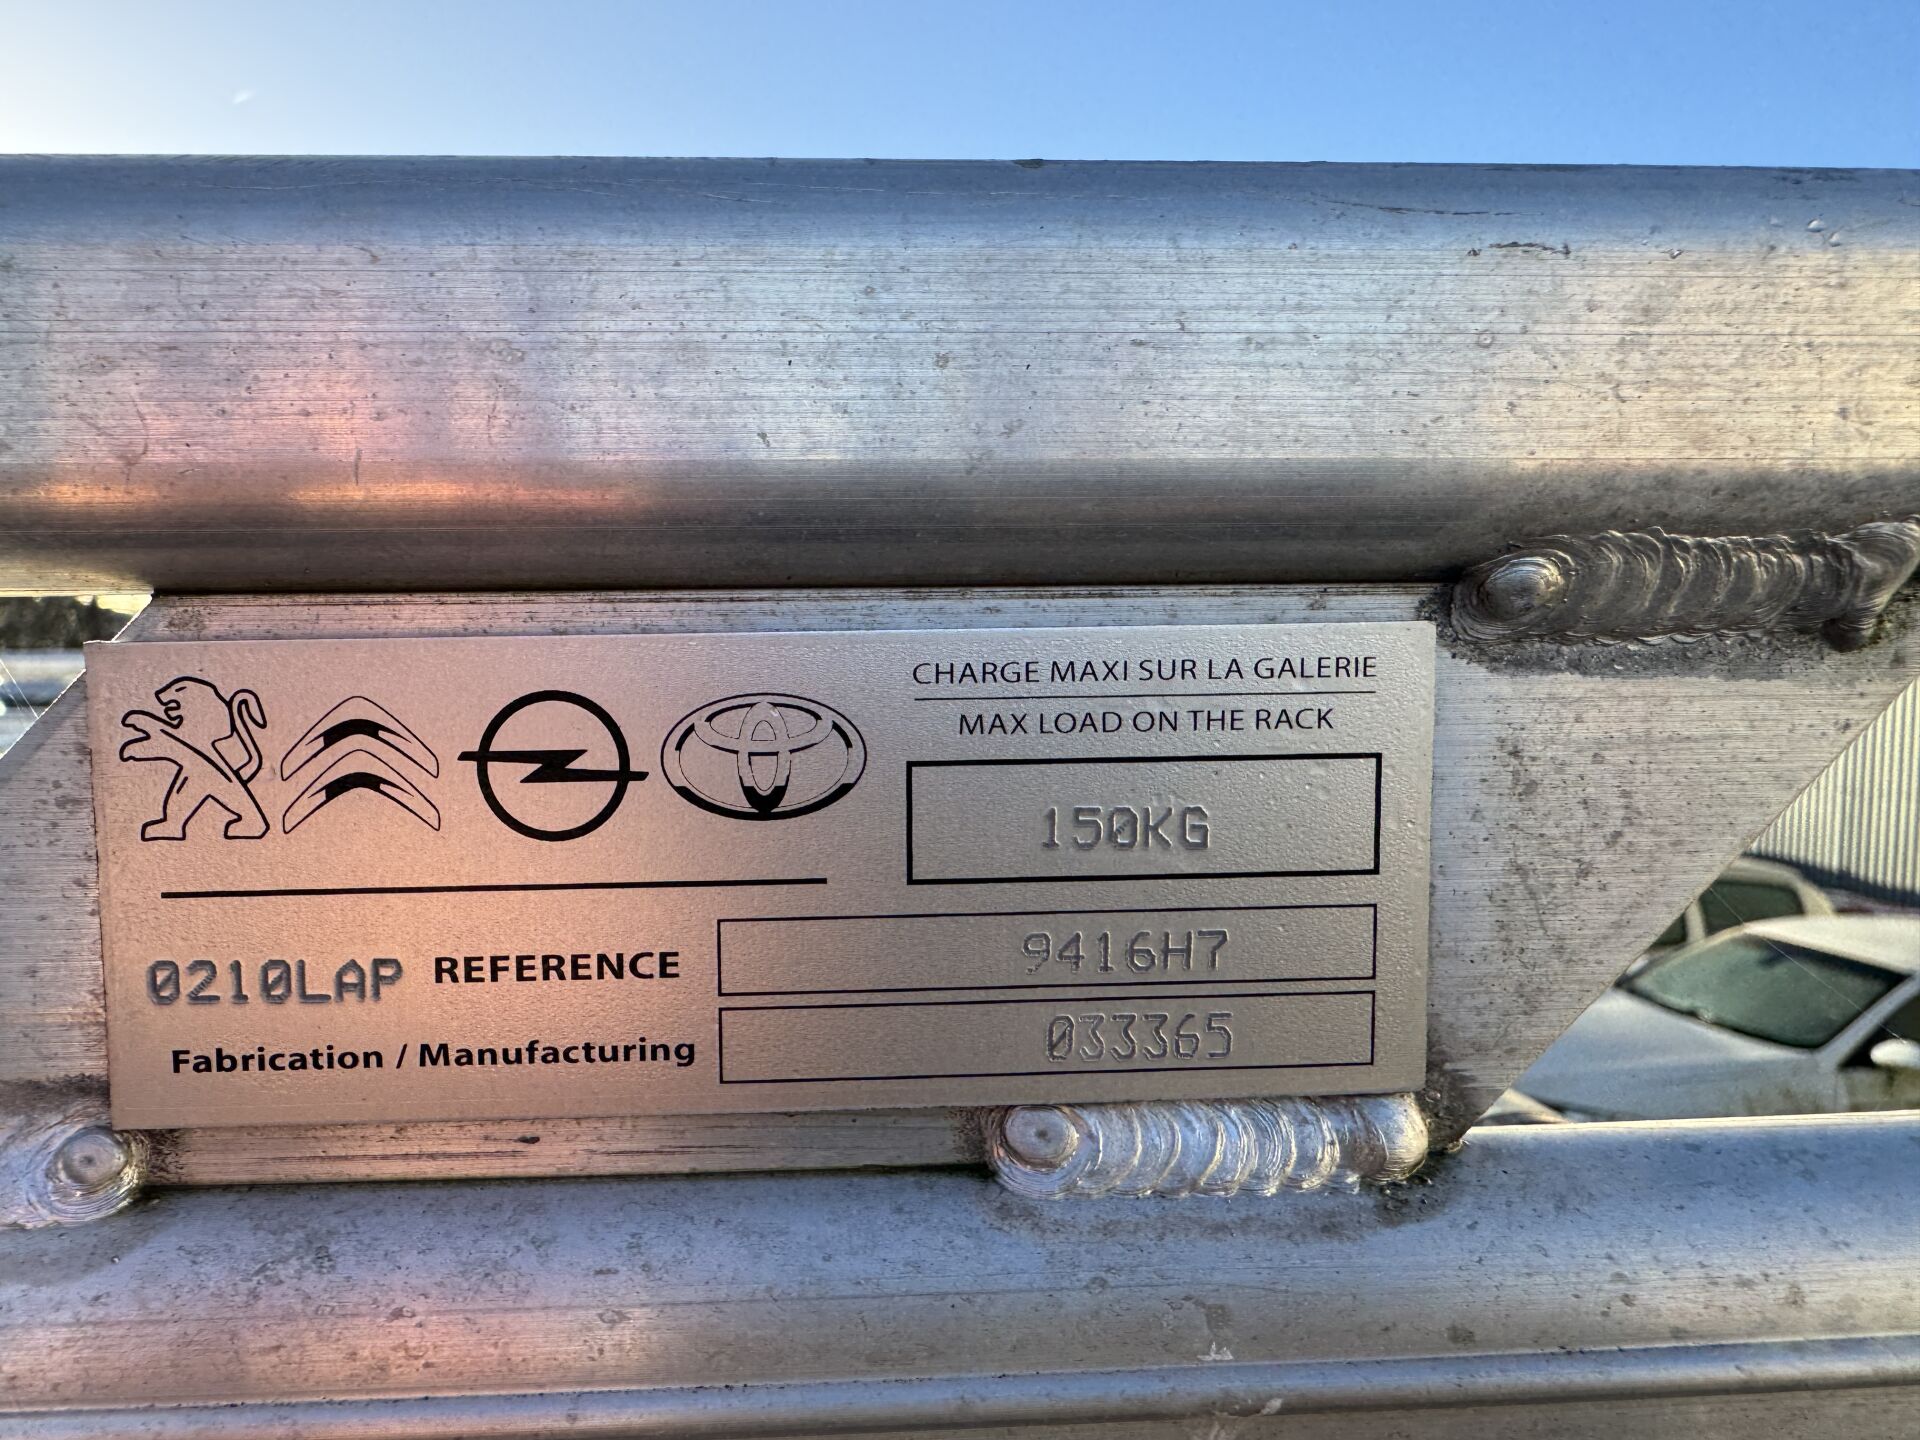 CHARGE MAXI SUR LA GALERIE
MAX LOAD ON THE RACK
150KG
0210LAP REFERENCE 9416H7
Fabrication / Manufacturing 033365